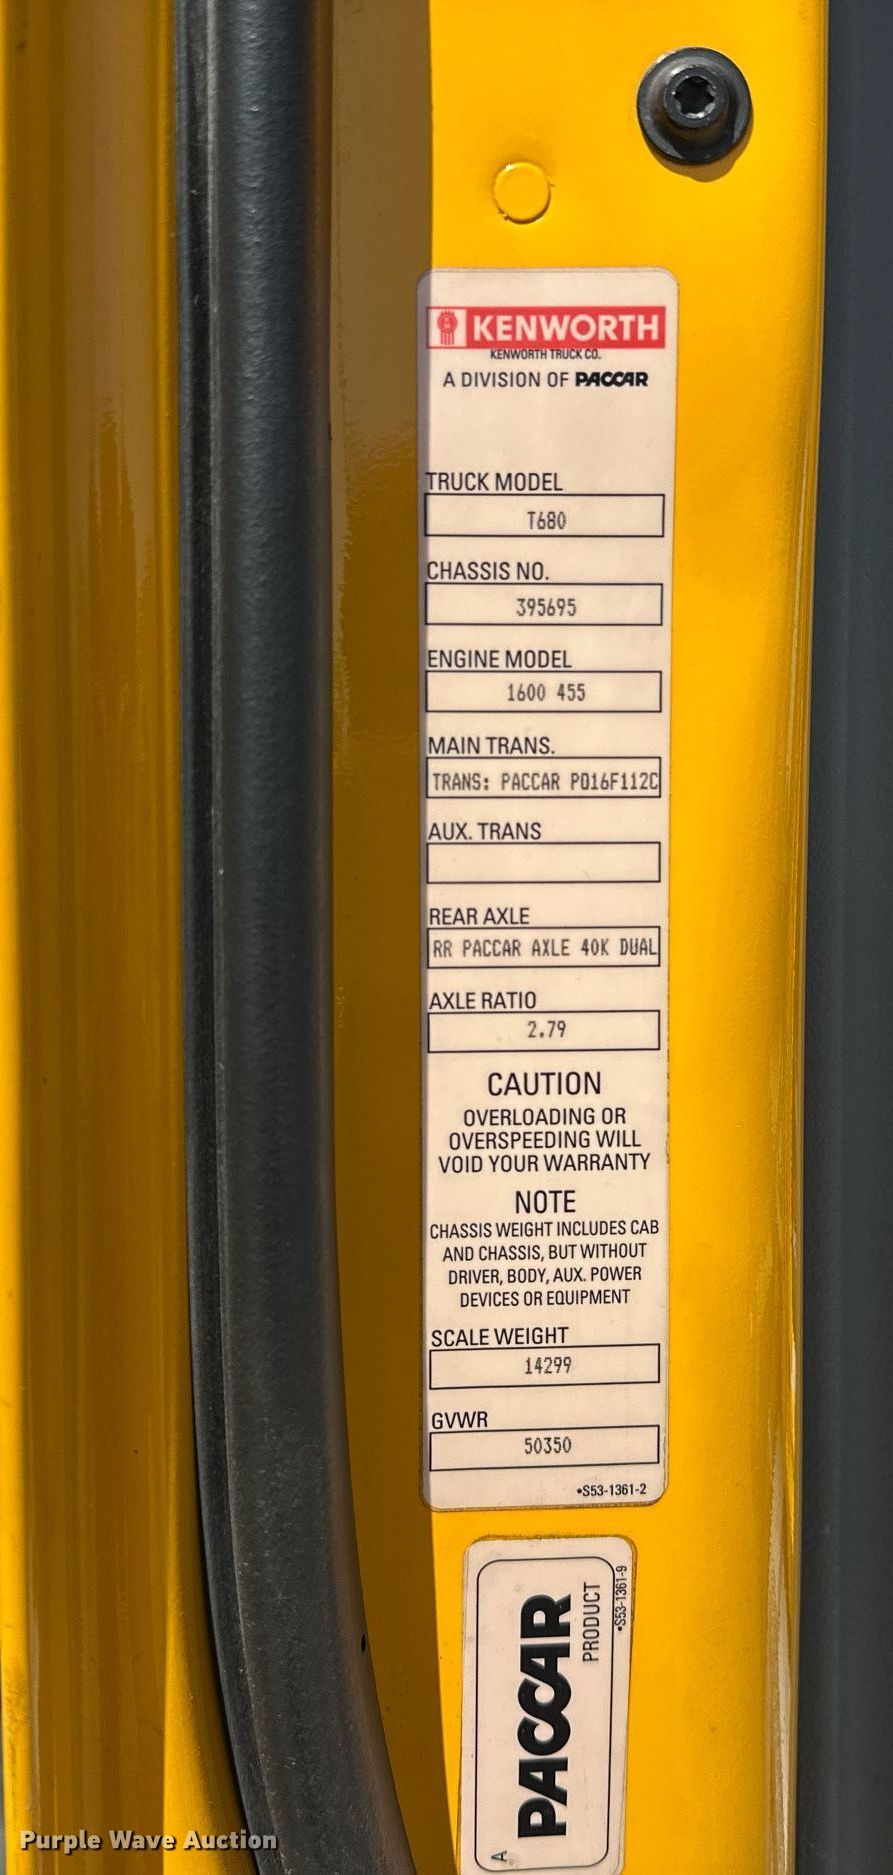 KENWORTH
KENWORTH TRUCK CO.
A DIVISION OF PACCAR
TRUCK MODEL
T680
CHASSIS NO.
395695
ENGINE MODEL
1600 455
MAIN TRANS.
TRANS: PACCAR PO16F112C
AUX. TRANS
REAR AXLE
RR PACCAR AXLE 40K DUAL
AXLE RATIO
2.79
CAUTION
OVERLOADING OR
OVERSPEEDING WILL
VOID YOUR WARRANTY
NOTE
CHASSIS WEIGHT INCLUDES CAB
AND CHASSIS, BUT WITHOUT
DRIVER, BODY, AUX. POWER
DEVICES OR EQUIPMENT
SCALE WEIGHT
14299
GVWR
50350
•S53-1361-2
A
PACCAR
PRODUCT
•S53-1361-9
Purple Wave Auction